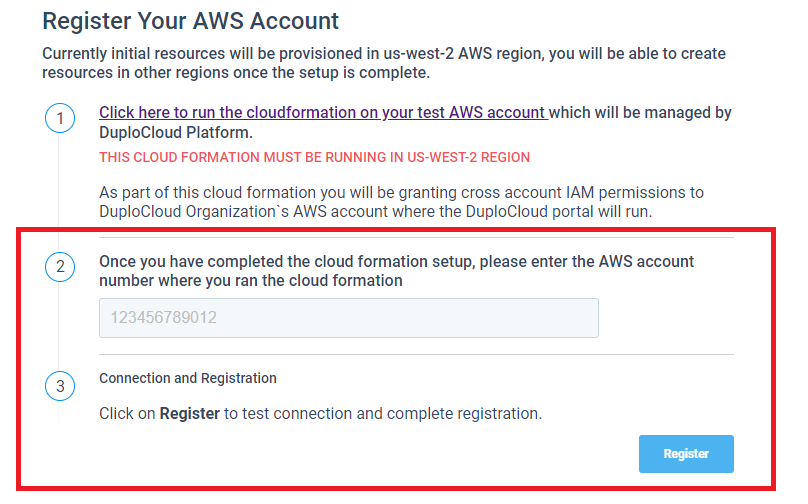 Register Your AWS Account
Currently initial resources will be provisioned in us-west-2 AWS region, you will be able to create
resources in other regions once the setup is complete.
1
Click here to run the cloudformation on your test AWS account which will be managed by
DuploCloud Platform.
THIS CLOUD FORMATION MUST BE RUNNING IN US-WEST-2 REGION
As part of this cloud formation you will be granting cross account IAM permissions to
DuploCloud Organization`s AWS account where the DuploCloud portal will run.
2
Once you have completed the cloud formation setup, please enter the AWS account
number where you ran the cloud formation
123456789012
3
Connection and Registration
Click on Register to test connection and complete registration.
Register